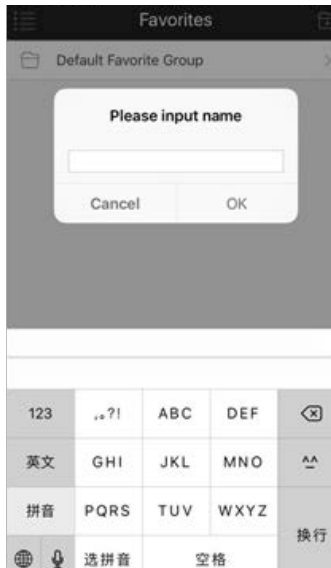 Favorites
Default Favorite Group
Please input name
Cancel OK
123 ,。?! ABC DEF
英文 GHI JKL MNO ^^
拼音 PQRS TUV WXYZ 换行
选拼音 空格